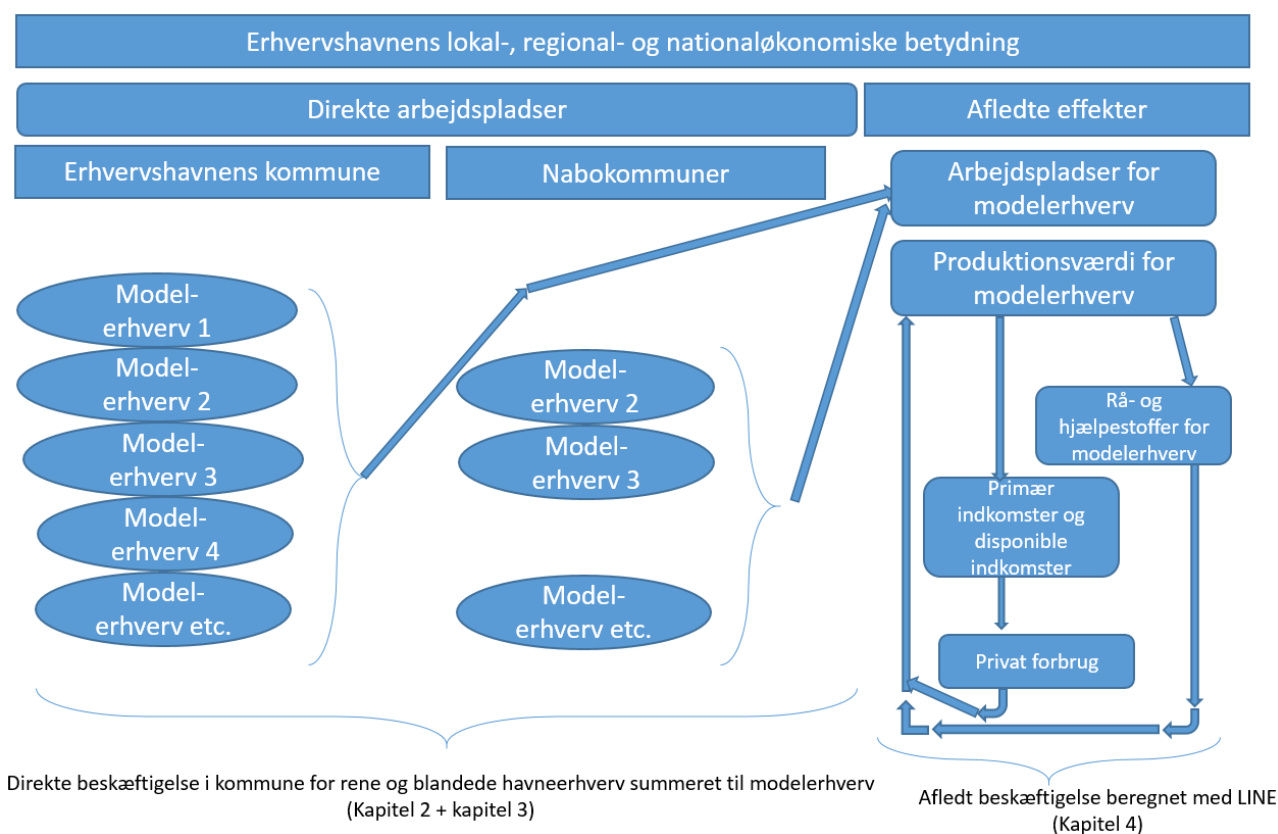 Erhvervshavnens lokal-, regional- og nationaløkonomiske betydning
Direkte arbejdspladser
Afledte effekter
Erhvervshavnens kommune
Nabokommuner
Arbejdspladser for
modelerhverv
Produktionsværdi for
modelerhverv
Model-
erhverv 1
Model-
erhverv 2
Model-
erhverv 3
Model-
erhverv 4
Model-
erhverv etc.
Model-
erhverv 2
Model-
erhverv 3
Model-
erhverv etc.
Rå- og
hjælpestoffer for
modelerhverv
Primær
indkomster og
disponible
indkomster
Privat forbrug
Direkte beskæftigelse i kommune for rene og blandede havneerhverv summeret til modelerhverv
(Kapitel 2 + kapitel 3)
Afledt beskæftigelse beregnet med LINE
(Kapitel 4)